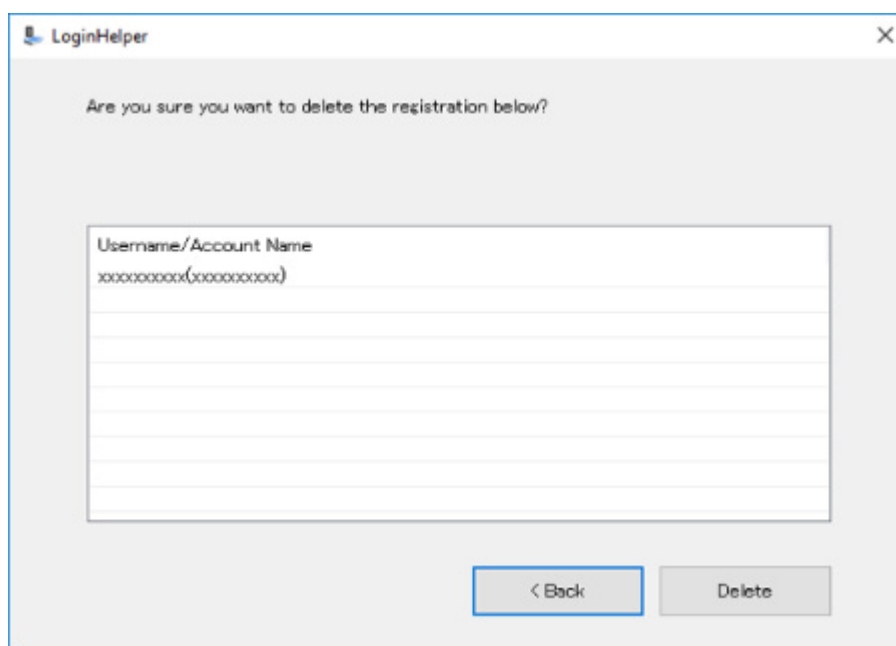 LoginHelper
Are you sure you want to delete the registration below?
Username/Account Name
xxxxxxxxxx(xxxxxxxxxx)
< Back
Delete